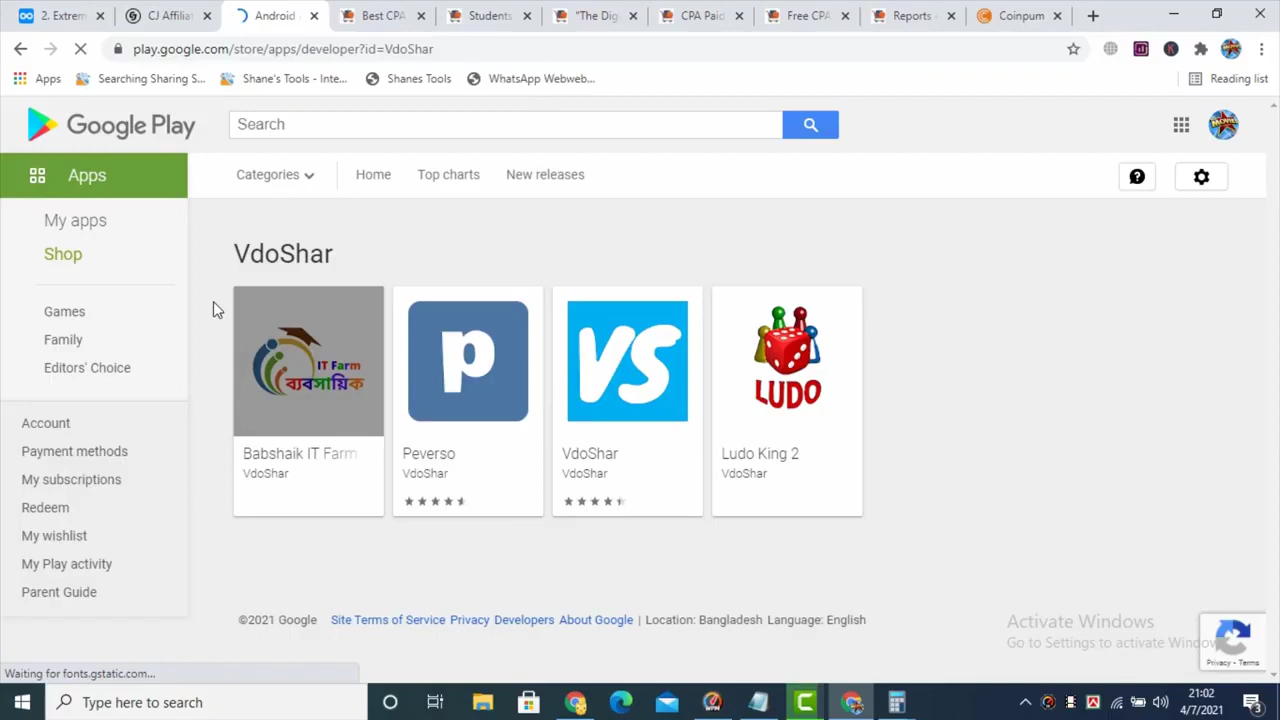 2. Extrem
CJ Affiliat
Android
Best CPA
Students
"The Dig
CPA Paid
Free CPA
Reports -
Coinpum
play.google.com/store/apps/developer?id=VdoShar
Apps
Searching Sharing S...
Shane's Tools - Inte...
Shanes Tools
WhatsApp Webweb...
Reading list
Google Play
Search
Apps
Categories
Home
Top charts
New releases
My apps
Shop
Games
Family
Editors' Choice
Account
Payment methods
My subscriptions
Redeem
My wishlist
My Play activity
Parent Guide
VdoShar
IT Farm
ব্যবসায়িক
Babshaik IT Farm
VdoShar
p
Peverso
VdoShar
VS
VdoShar
VdoShar
LUDO
Ludo King 2
VdoShar
©2021 Google Site Terms of Service Privacy Developers About Google | Location: Bangladesh Language: English
Activate Windows
Go to Settings to activate Window
Privacy - Terms
Waiting for fonts.gstatic.com...
Type here to search
21:02
4/7/2021
3